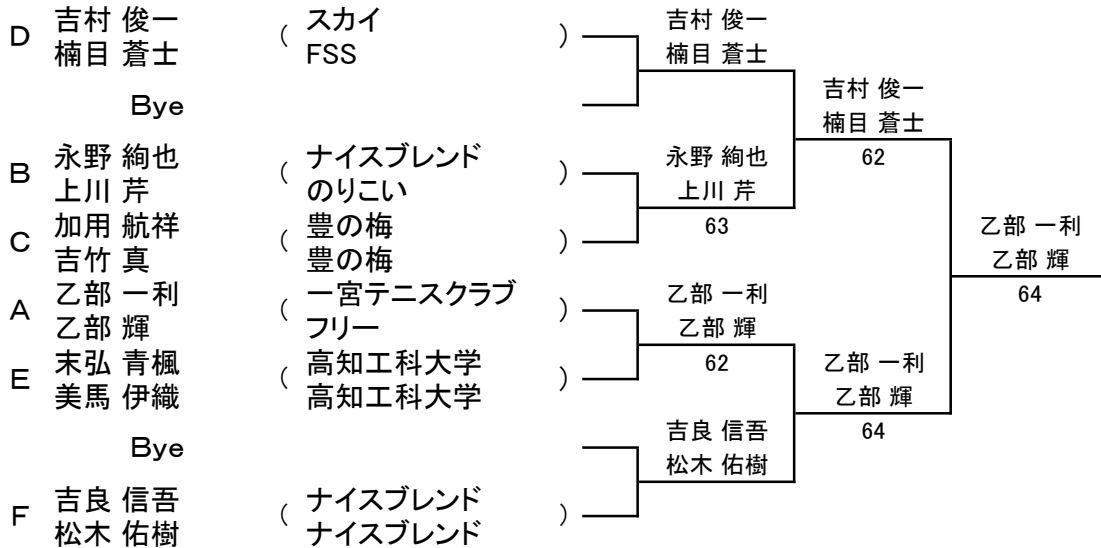 D 吉村 俊一 ( スカイ )
楠目 蒼士 FSS
Bye
B 永野 絢也 ( ナイスブレンド )
上川 芹 のりこい
C 加用 航祥 ( 豊の梅 )
吉竹 真 豊の梅
A 乙部 一利 ( 一宮テニスクラブ )
乙部 輝 フリー
E 末弘 青楓 ( 高知工科大学 )
美馬 伊織 高知工科大学
Bye
F 吉良 信吾 ( ナイスブレンド )
松木 佑樹 ナイスブレンド
吉村 俊一
楠目 蒼士
永野 絢也
上川 芹
63
乙部 一利
乙部 輝
62
吉良 信吾
松木 佑樹
吉村 俊一
楠目 蒼士
62
乙部 一利
乙部 輝
64
乙部 一利
乙部 輝
64